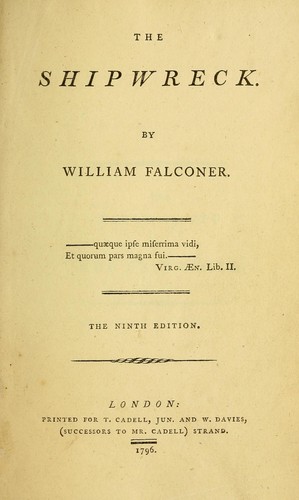 THE
SHIPWRECK.
BY
WILLIAM FALCONER.
———quæque ipſe miſerrima vidi,
Et quorum pars magna fui.———
VIRG. ÆN. Lib. II.
THE NINTH EDITION.
LONDON:
PRINTED FOR T. CADELL, JUN. AND W. DAVIES,
(SUCCESSORS TO MR. CADELL) STRAND.
1796.